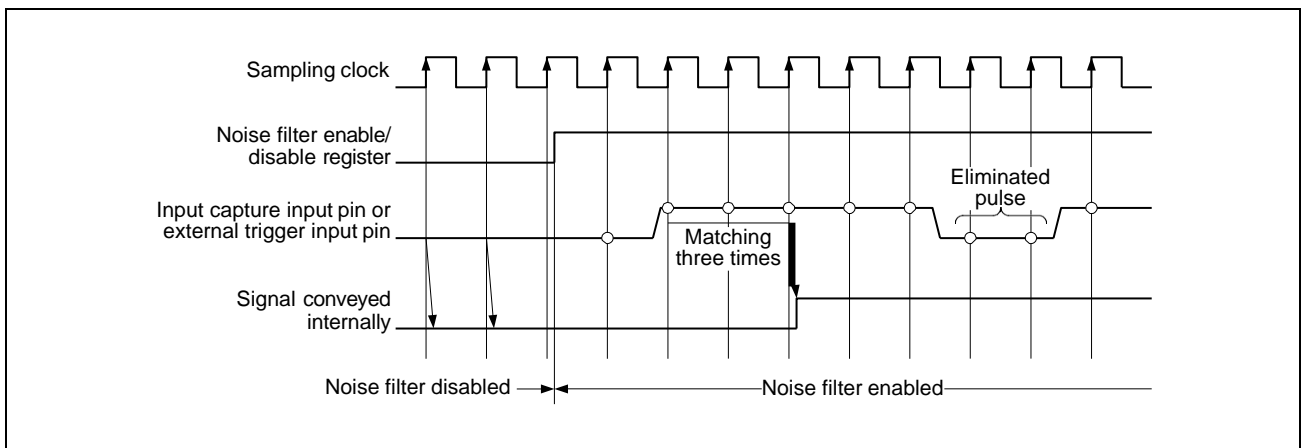 Sampling clock
Noise filter enable/
disable register
Eliminated
pulse
Input capture input pin or
external trigger input pin
Matching
three times
Signal conveyed
internally
Noise filter disabled
Noise filter enabled